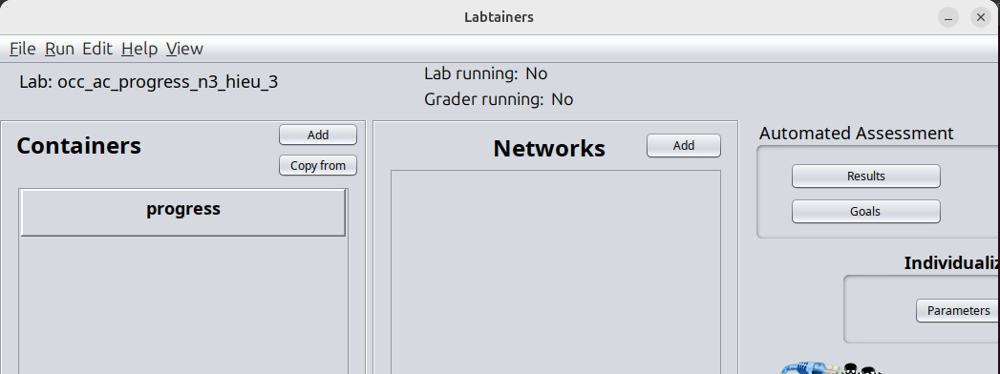 Labtainers
File Run Edit Help View
Lab: occ_ac_progress_n3_hieu_3
Lab running: No
Grader running: No
Containers
Add
Copy from
progress
Networks
Add
Automated Assessment
Results
Goals
Individualiz
Parameters